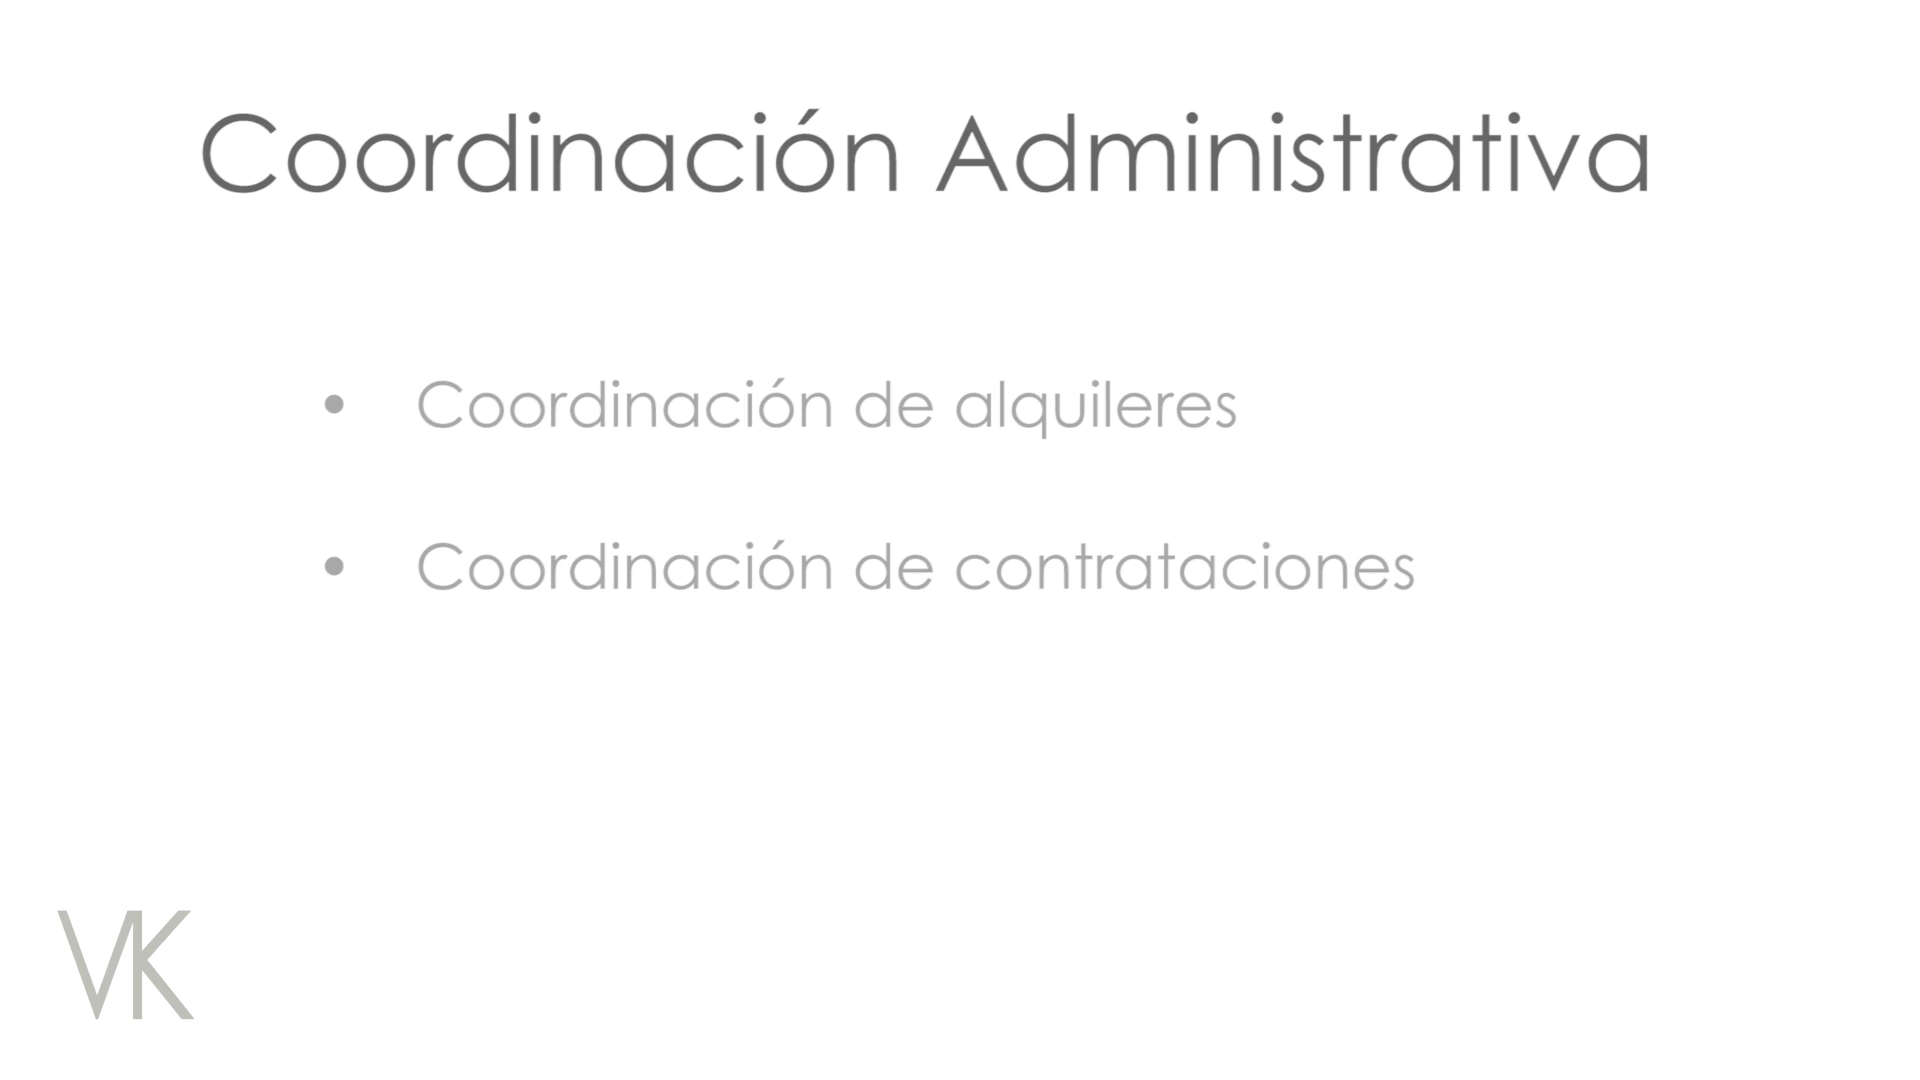 Coordinación Administrativa
• Coordinación de alquileres
• Coordinación de contrataciones
VK